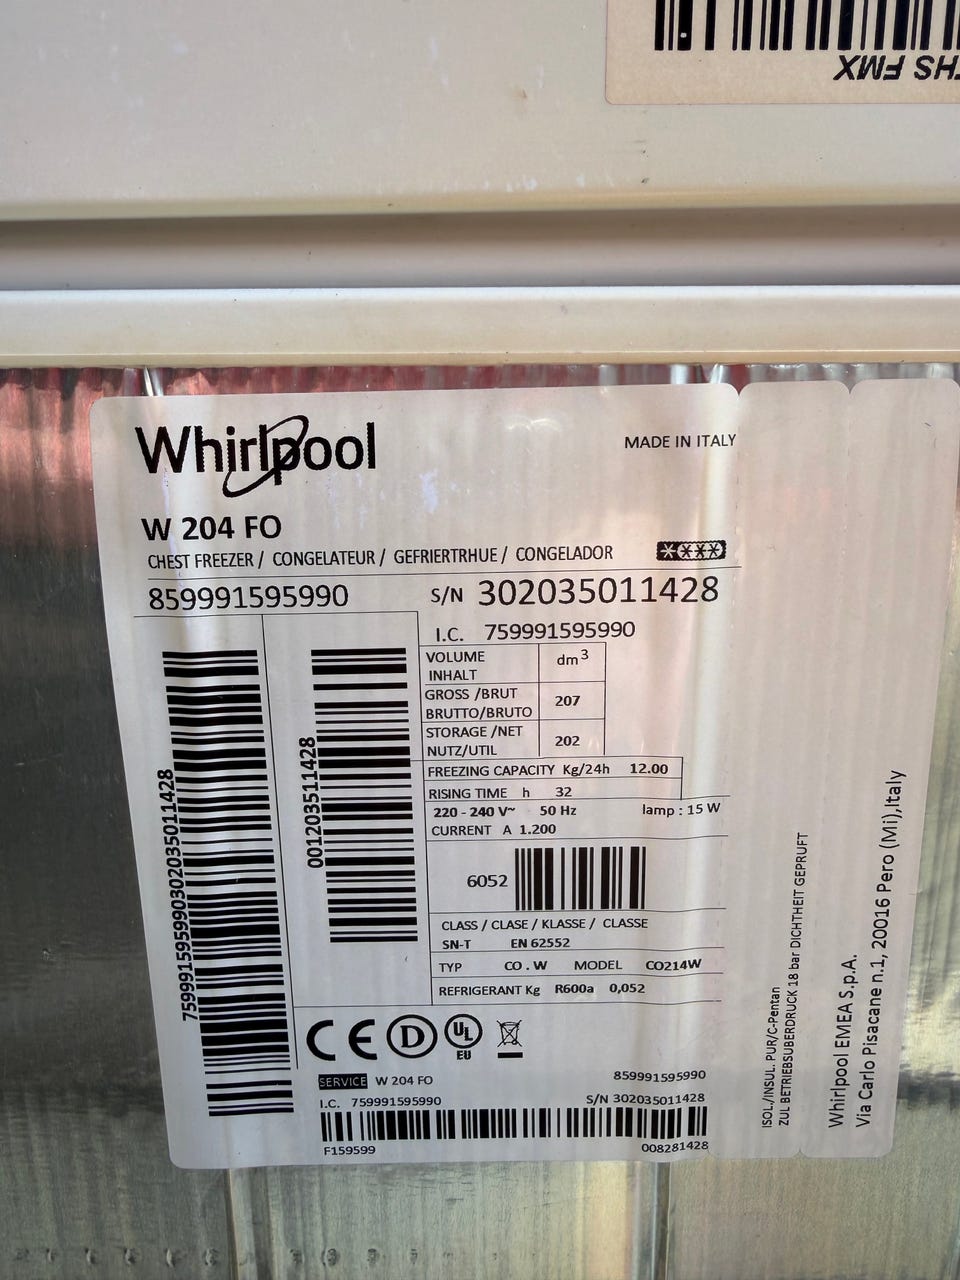 THS FMX
Whirlpool
MADE IN ITALY
W 204 FO
CHEST FREEZER / CONGELATEUR / GEFRIERTRHUE / CONGELADOR
859991595990
S/N 302035011428
I.C. 759991595990
VOLUME
INHALT
dm3
GROSS /BRUT
BRUTTO/BRUTO
207
STORAGE /NET
NUTZ/UTIL
202
FREEZING CAPACITY Kg/24h 12.00
RISING TIME h 32
220 - 240 V~ 50 Hz lamp : 15 W
CURRENT A 1.200
6052
CLASS / CLASE / KLASSE / CLASSE
SN-T EN 62552
TYP CO . W MODEL CO214W
REFRIGERANT Kg R600a 0,052
759991595990302035011428
001203511428
CE D UL
EU
SERVICE W 204 FO 859991595990
I.C. 759991595990 S/N 302035011428
F159599 008281428
ISOL./INSUL. PUR/C-Pentan
ZUL BETRIEBSUBERDRUCK 18 bar DICHTHEIT GEPRUFT
Whirlpool EMEA S.p.A.
Via Carlo Pisacane n.1, 20016 Pero (Mi),Italy